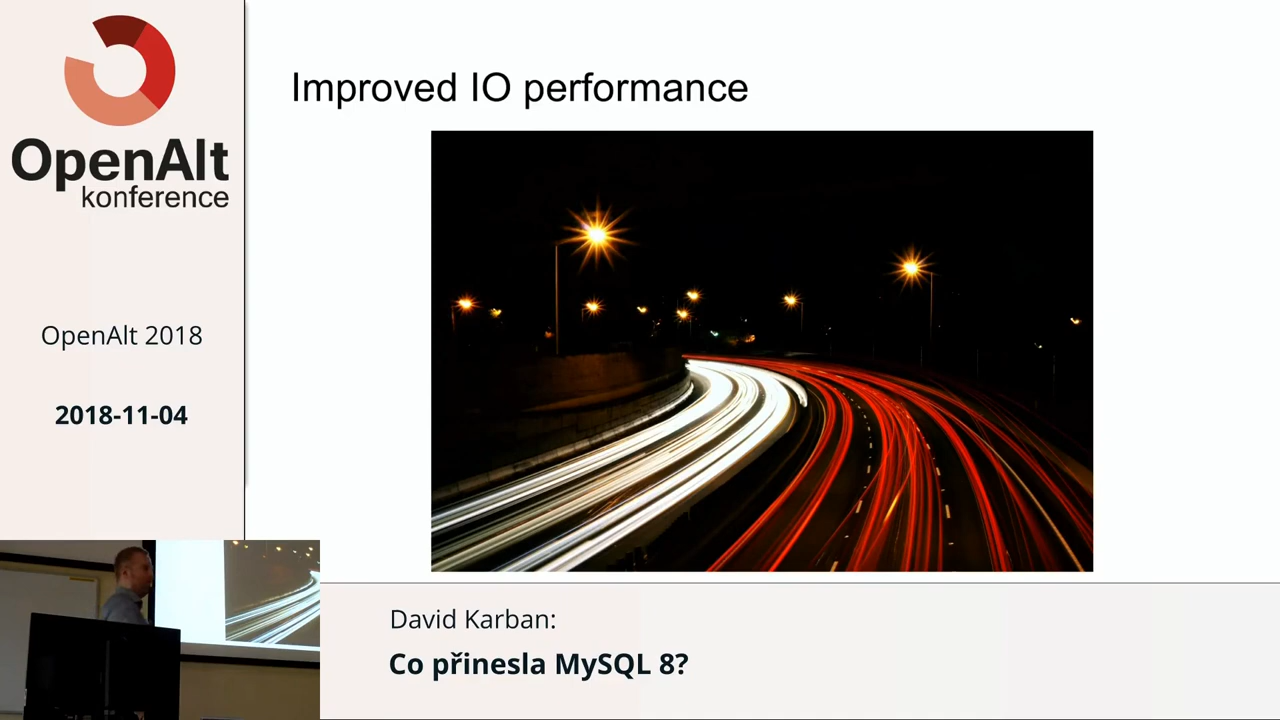 OpenAlt
konference
OpenAlt 2018
2018-11-04
Improved IO performance
David Karban:
Co přinesla MySQL 8?